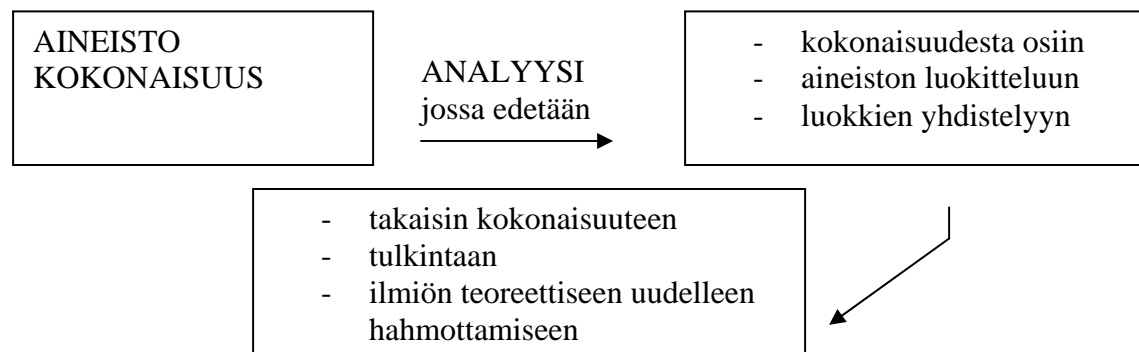 AINEISTO
KOKONAISUUS
ANALYYSI
jossa edetään
- kokonaisuudesta osiin
- aineiston luokitteluun
- luokkien yhdistelyyn
- takaisin kokonaisuuteen
- tulkintaan
- ilmiön teoreettiseen uudelleen
hahmottamiseen